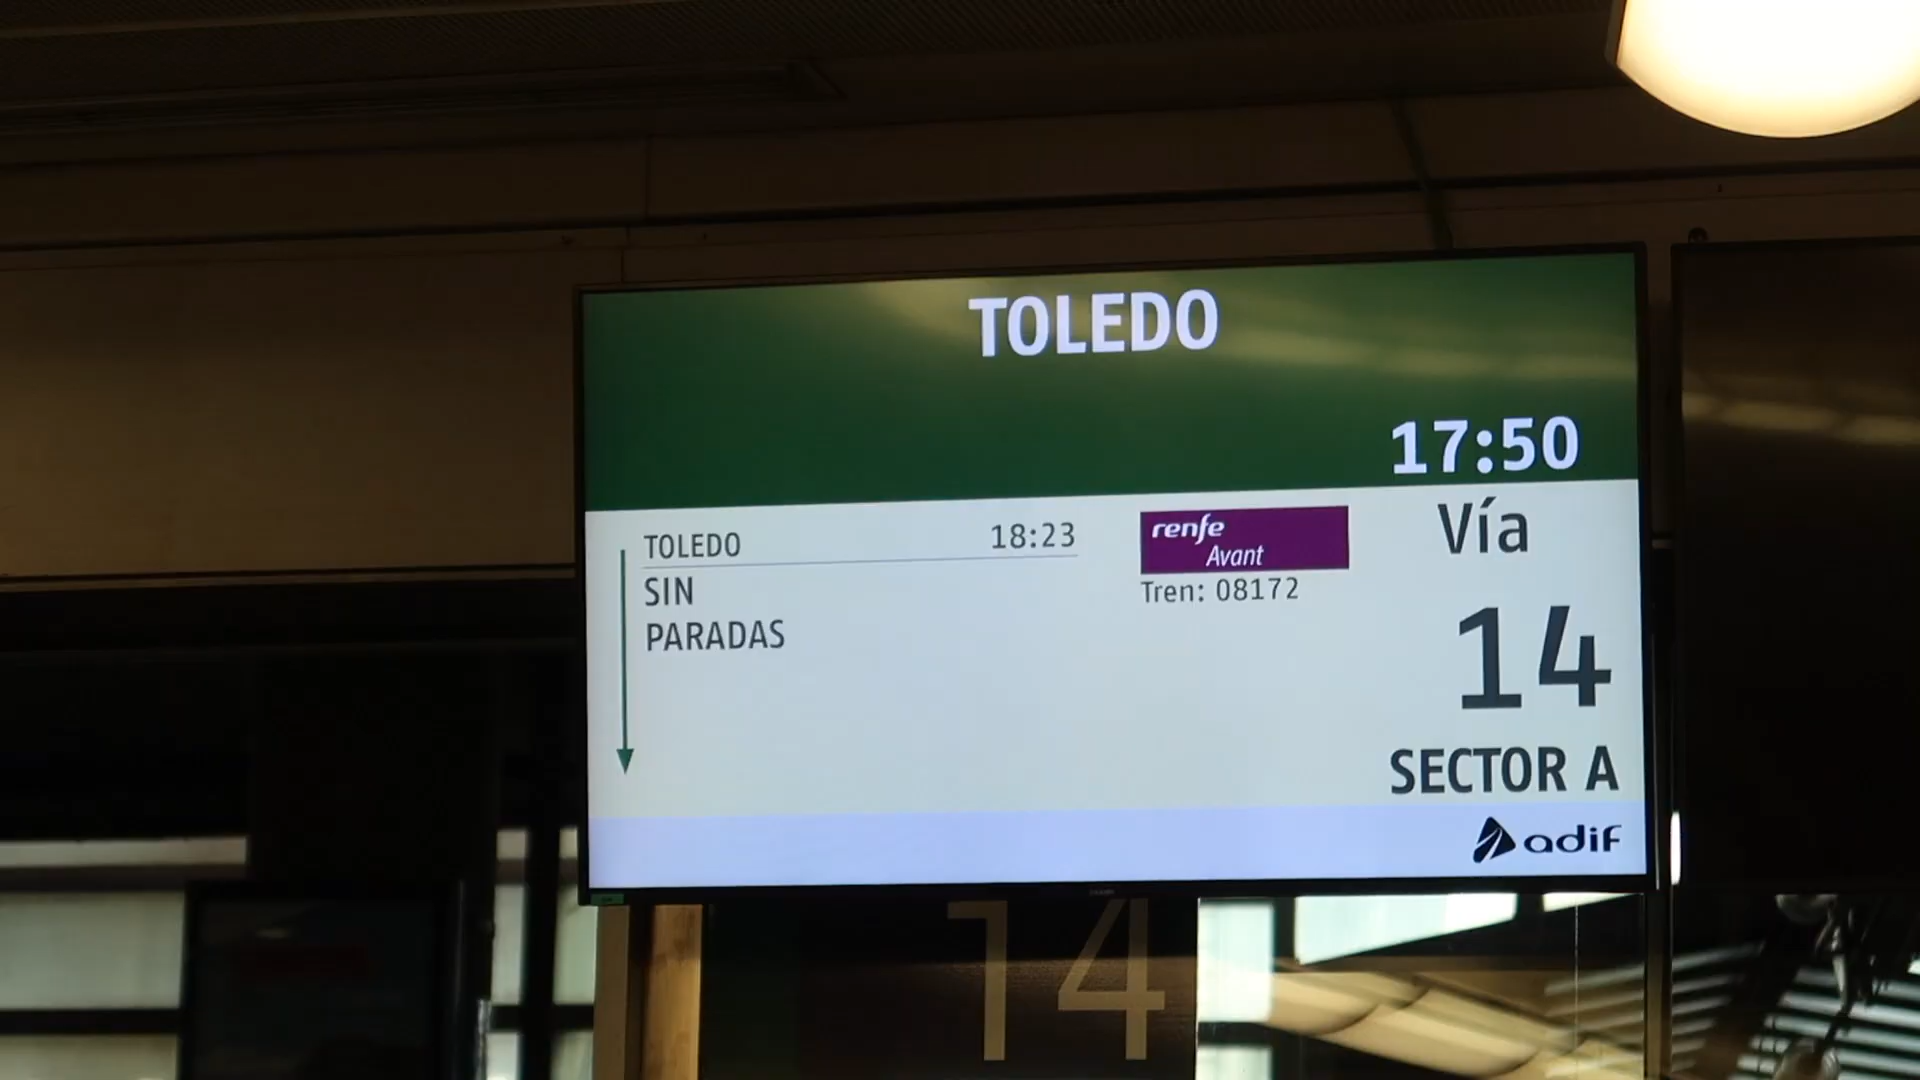 TOLEDO
17:50
TOLEDO 18:23
SIN
PARADAS
renfe
Avant
Tren: 08172
Vía
14
SECTOR A
adif
14